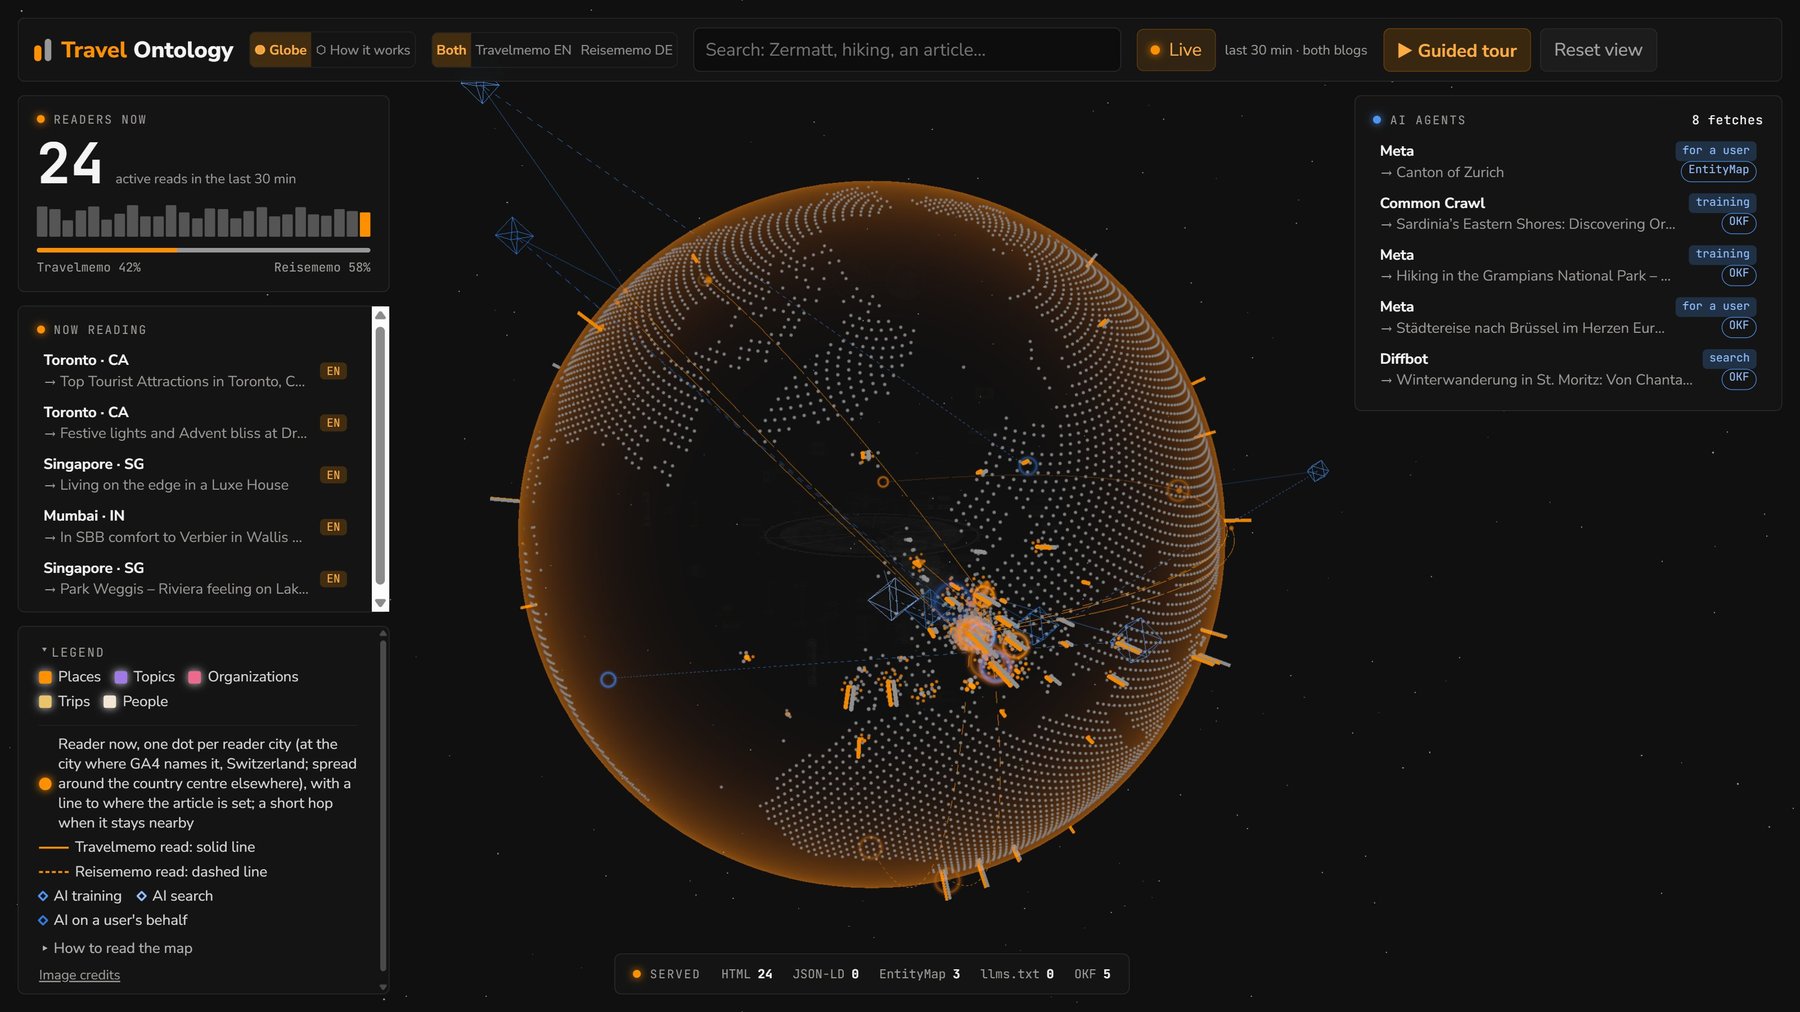 Travel Ontology
Globe
How it works
Both
Travelmemo EN
Reisememo DE
Search: Zermatt, hiking, an article...
Live
last 30 min · both blogs
▶ Guided tour
Reset view
READERS NOW
24 active reads in the last 30 min
Travelmemo 42%
Reisememo 58%
NOW READING
Toronto · CA
→ Top Tourist Attractions in Toronto, C...
EN
Toronto · CA
→ Festive lights and Advent bliss at Dr...
EN
Singapore · SG
→ Living on the edge in a Luxe House
EN
Mumbai · IN
→ In SBB comfort to Verbier in Wallis ...
EN
Singapore · SG
→ Park Weggis – Riviera feeling on Lak...
EN
LEGEND
Places Topics Organizations
Trips People
Reader now, one dot per reader city (at the
city where GA4 names it, Switzerland; spread
around the country centre elsewhere), with a
line to where the article is set; a short hop
when it stays nearby
Travelmemo read: solid line
Reisememo read: dashed line
AI training AI search
AI on a user's behalf
How to read the map
Image credits
AI AGENTS
8 fetches
Meta
for a user
→ Canton of Zurich
EntityMap
Common Crawl
training
→ Sardinia's Eastern Shores: Discovering Or...
OKF
Meta
training
→ Hiking in the Grampians National Park – ...
OKF
Meta
for a user
→ Städtereise nach Brüssel im Herzen Eur...
OKF
Diffbot
search
→ Winterwanderung in St. Moritz: Von Chanta...
OKF
SERVED HTML 24 JSON-LD 0 EntityMap 3 llms.txt 0 OKF 5